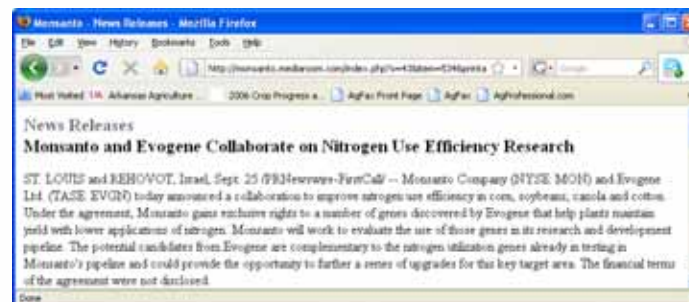 Monsanto - News Releases - Mozilla Firefox
File Edit View History Bookmarks Tools Help
Most Visited Arkansas Agriculture ... 2006 Crop Progress a... AgFax Front Page AgFax AgProfessional.com
News Releases
Monsanto and Evogene Collaborate on Nitrogen Use Efficiency Research
ST. LOUIS and REHOVOT, Israel, Sept. 25 /PRNewswire-FirstCall/ -- Monsanto Company (NYSE: MON) and Evogene
Ltd. (TASE: EVGN) today announced a collaboration to improve nitrogen use efficiency in corn, soybeans, canola and cotton.
Under the agreement, Monsanto gains exclusive rights to a number of genes discovered by Evogene that help plants maintain
yield with lower applications of nitrogen. Monsanto will work to evaluate the use of those genes in its research and development
pipeline. The potential candidates from Evogene are complementary to the nitrogen utilization genes already in testing in
Monsanto's pipeline and could provide the opportunity to further a series of upgrades for this key target area. The financial terms
of the agreement were not disclosed.
Done